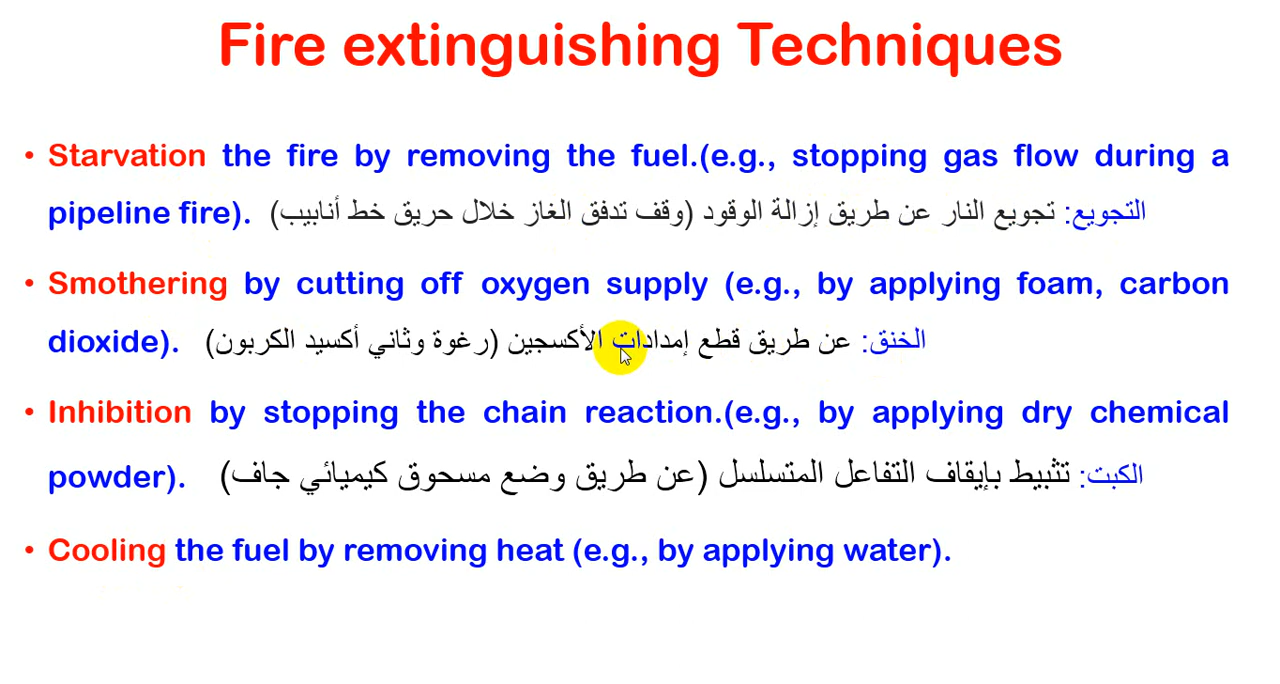 Fire extinguishing Techniques
• Starvation the fire by removing the fuel.(e.g., stopping gas flow during a
pipeline fire). التجويع: تجويع النار عن طريق إزالة الوقود (وقف تدفق الغاز خلال حريق خط أنابيب)
• Smothering by cutting off oxygen supply (e.g., by applying foam, carbon
dioxide). الخنق: عن طريق قطع إمدادات الأكسجين (رغوة وثاني أكسيد الكربون)
• Inhibition by stopping the chain reaction.(e.g., by applying dry chemical
powder). الكبت: تثبيط بإيقاف التفاعل المتسلسل (عن طريق وضع مسحوق كيميائي جاف)
• Cooling the fuel by removing heat (e.g., by applying water).